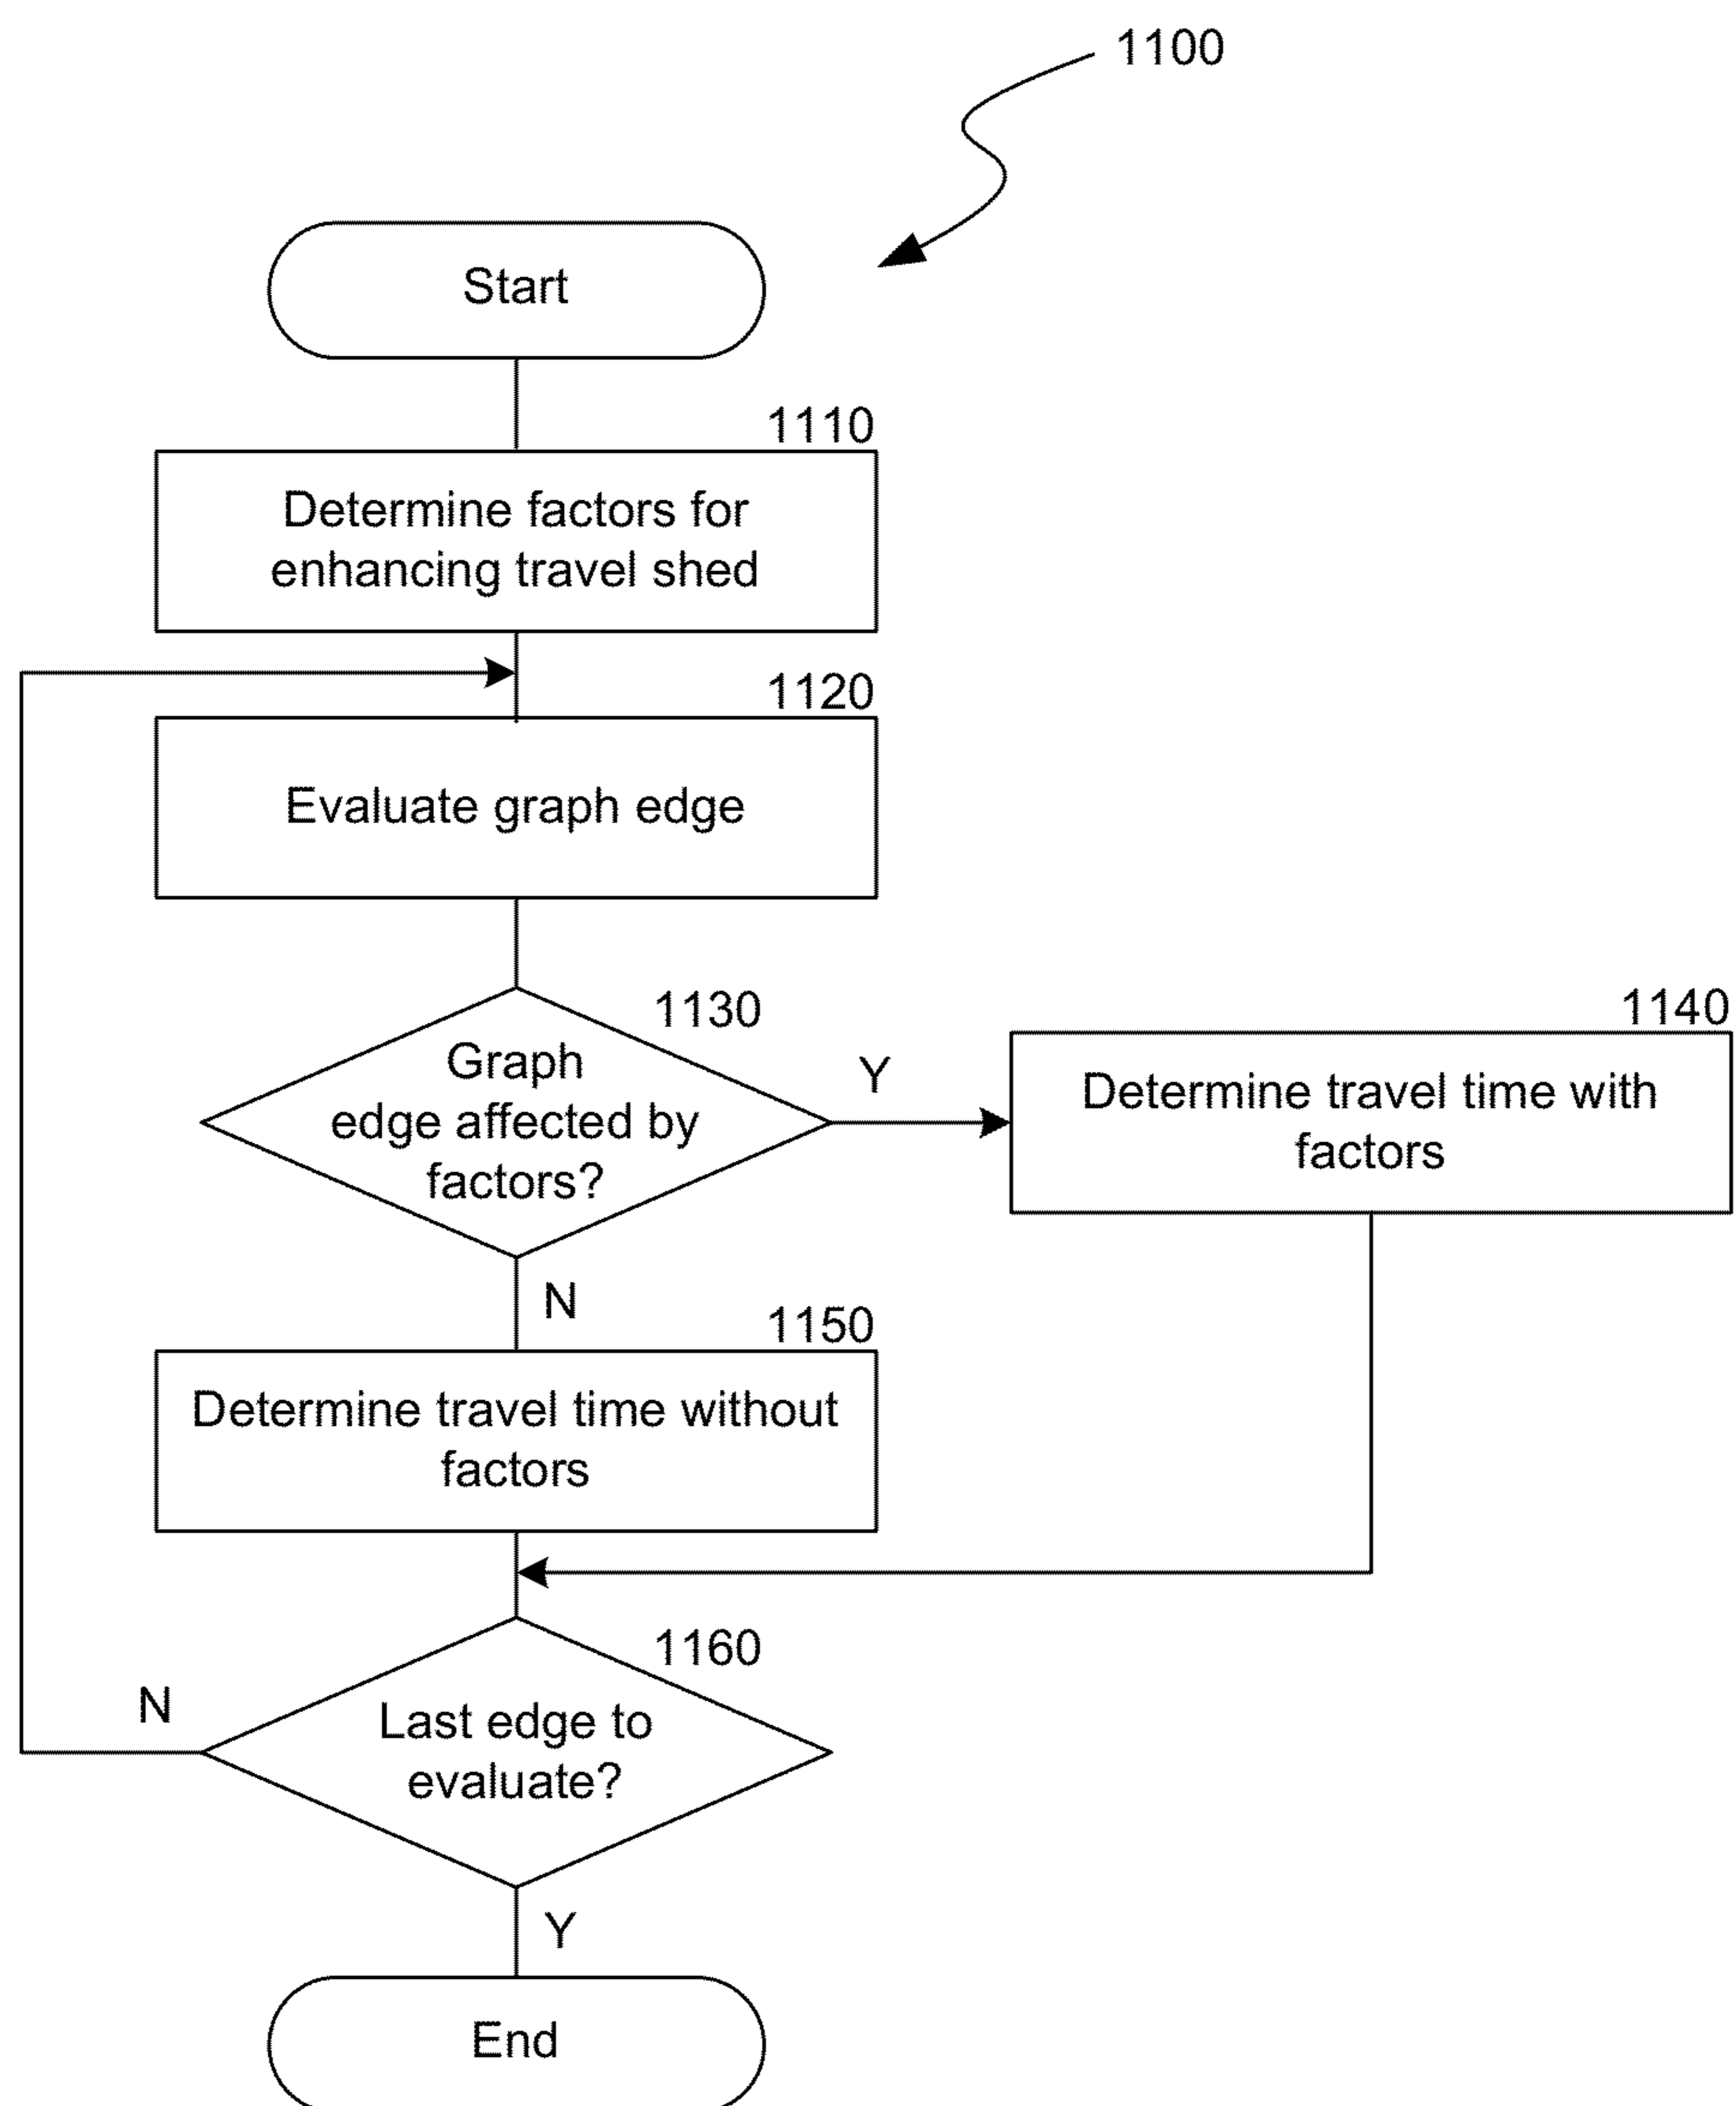 1100
Start
1110
Determine factors for
enhancing travel shed
1120
Evaluate graph edge
1130
Graph
edge affected by
factors?
Y
1140
Determine travel time with
factors
N
1150
Determine travel time without
factors
1160
Last edge to
evaluate?
N
Y
End